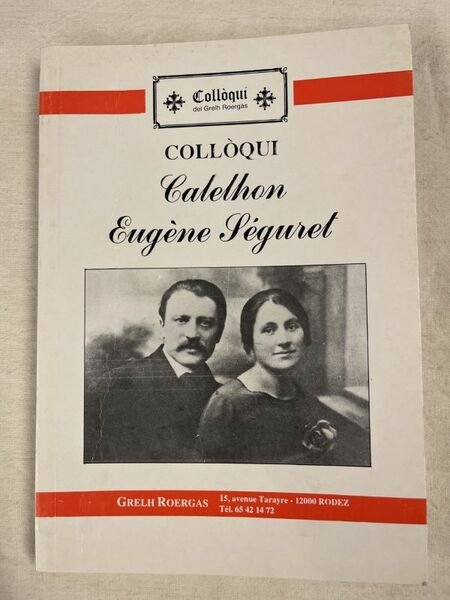 Collòqui
del Grelh Roergàs
COLLÒQUI
Calelhon
Eugène Séguret
GRELH ROERGAS
15, avenue Tarayre - 12000 RODEZ
Tél. 65 42 14 72